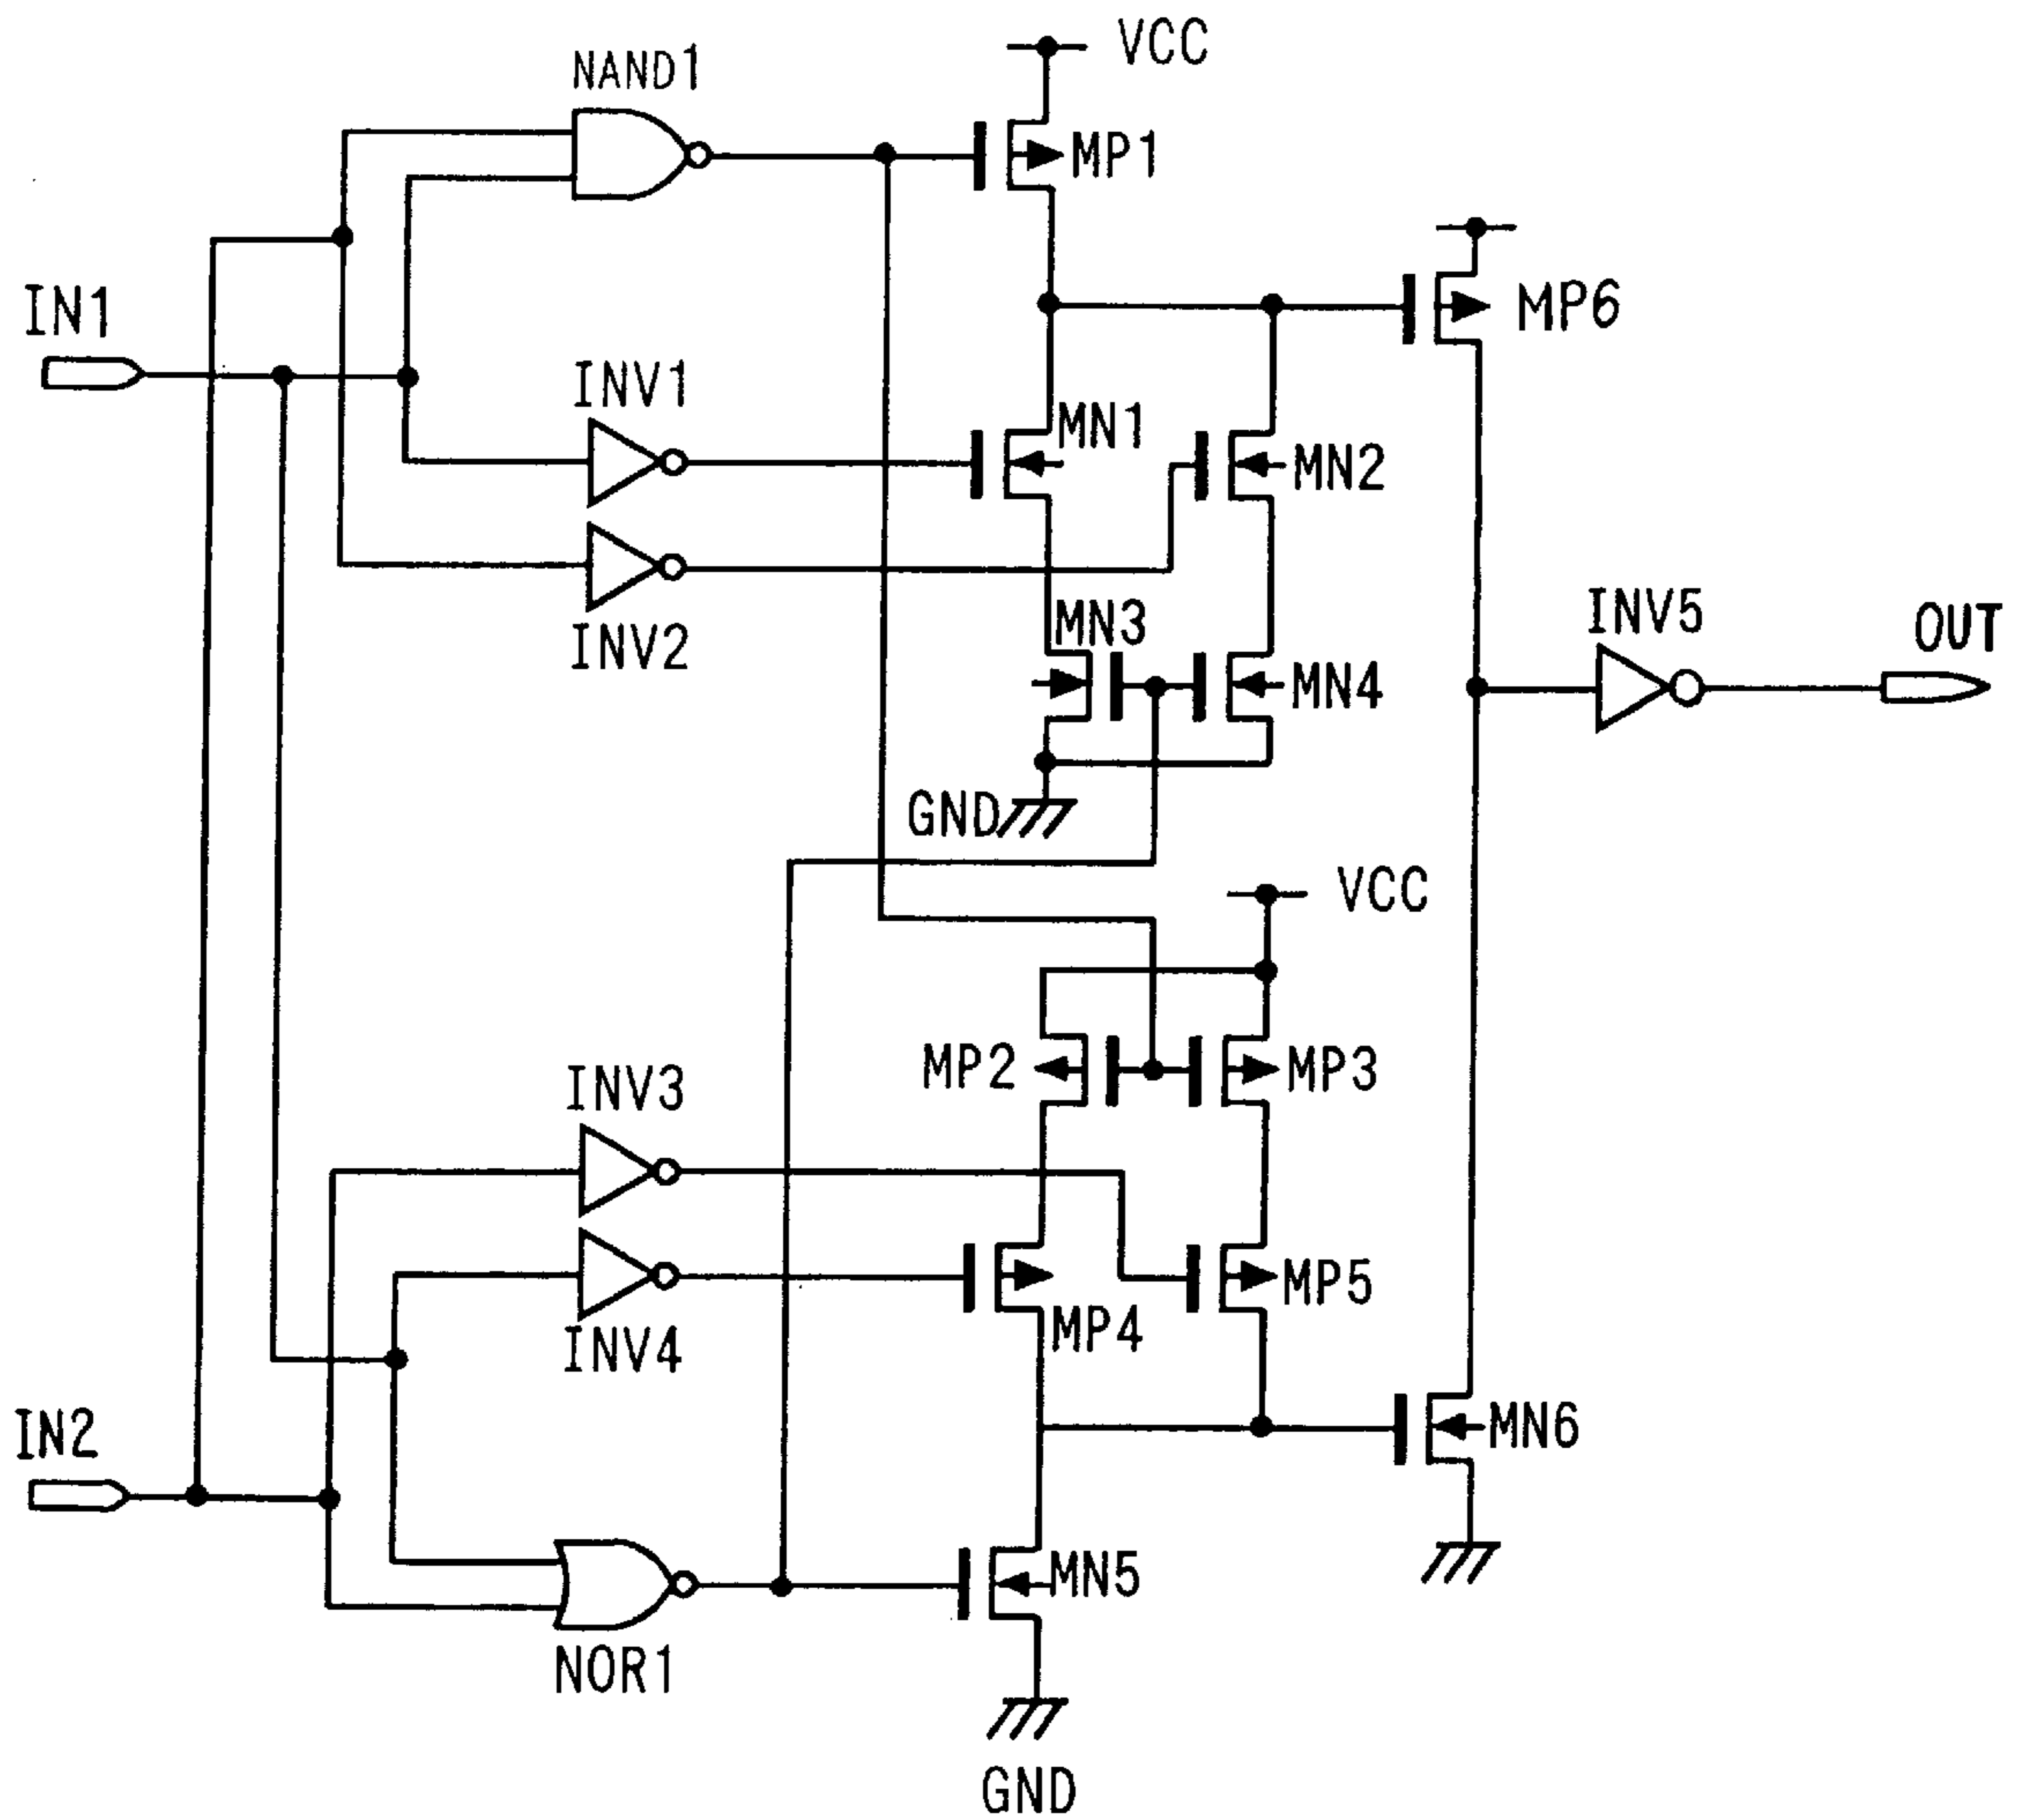 VCC
NAND1
MP1
IN1
MP6
INV1
MN1
MN2
INV2
MN3
INV5
OUT
MN4
GND
VCC
MP2
MP3
INV3
MP5
MP4
INV4
IN2
MN6
MN5
NOR1
GND